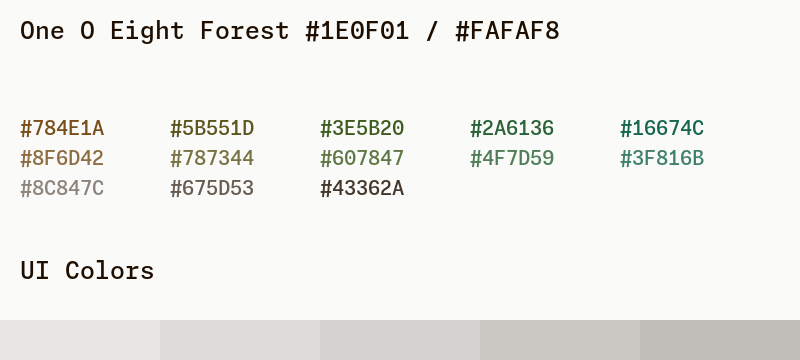 One O Eight Forest #1E0F01 / #FAFAF8
#784E1A #5B551D #3E5B20 #2A6136 #16674C
#8F6D42 #787344 #607847 #4F7D59 #3F816B
#8C847C #675D53 #43362A
UI Colors